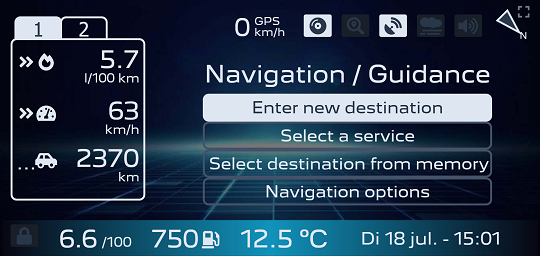 1 2
0 GPS km/h
N
5.7
l/100 km
63
km/h
2370
km
Navigation / Guidance
Enter new destination
Select a service
Select destination from memory
Navigation options
6.6 /100 750 12.5 °C Di 18 jul. - 15:01